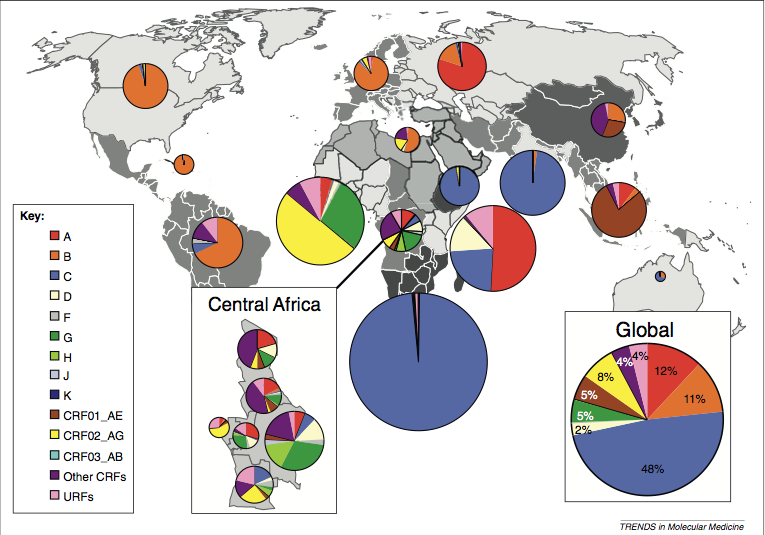 Key:
A
B
C
D
F
G
H
J
K
CRF01_AE
CRF02_AG
CRF03_AB
Other CRFs
URFs
Central Africa
Global
4%
4%
12%
8%
11%
5%
5%
2%
48%
TRENDS in Molecular Medicine